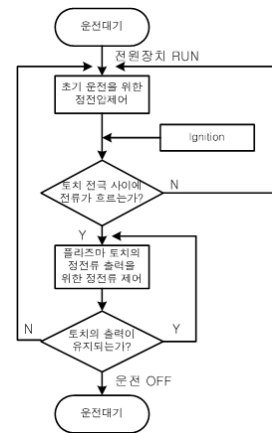 운전대기
전원장치 RUN
초기 운전을 위한
정전압제어
Ignition
토치 전극 사이에
전류가 흐르는가?
N
Y
플라즈마 토치의
정전류 출력을
위한 정전류 제어
N
토치의 출력이
유지되는가?
Y
운전 OFF
운전대기